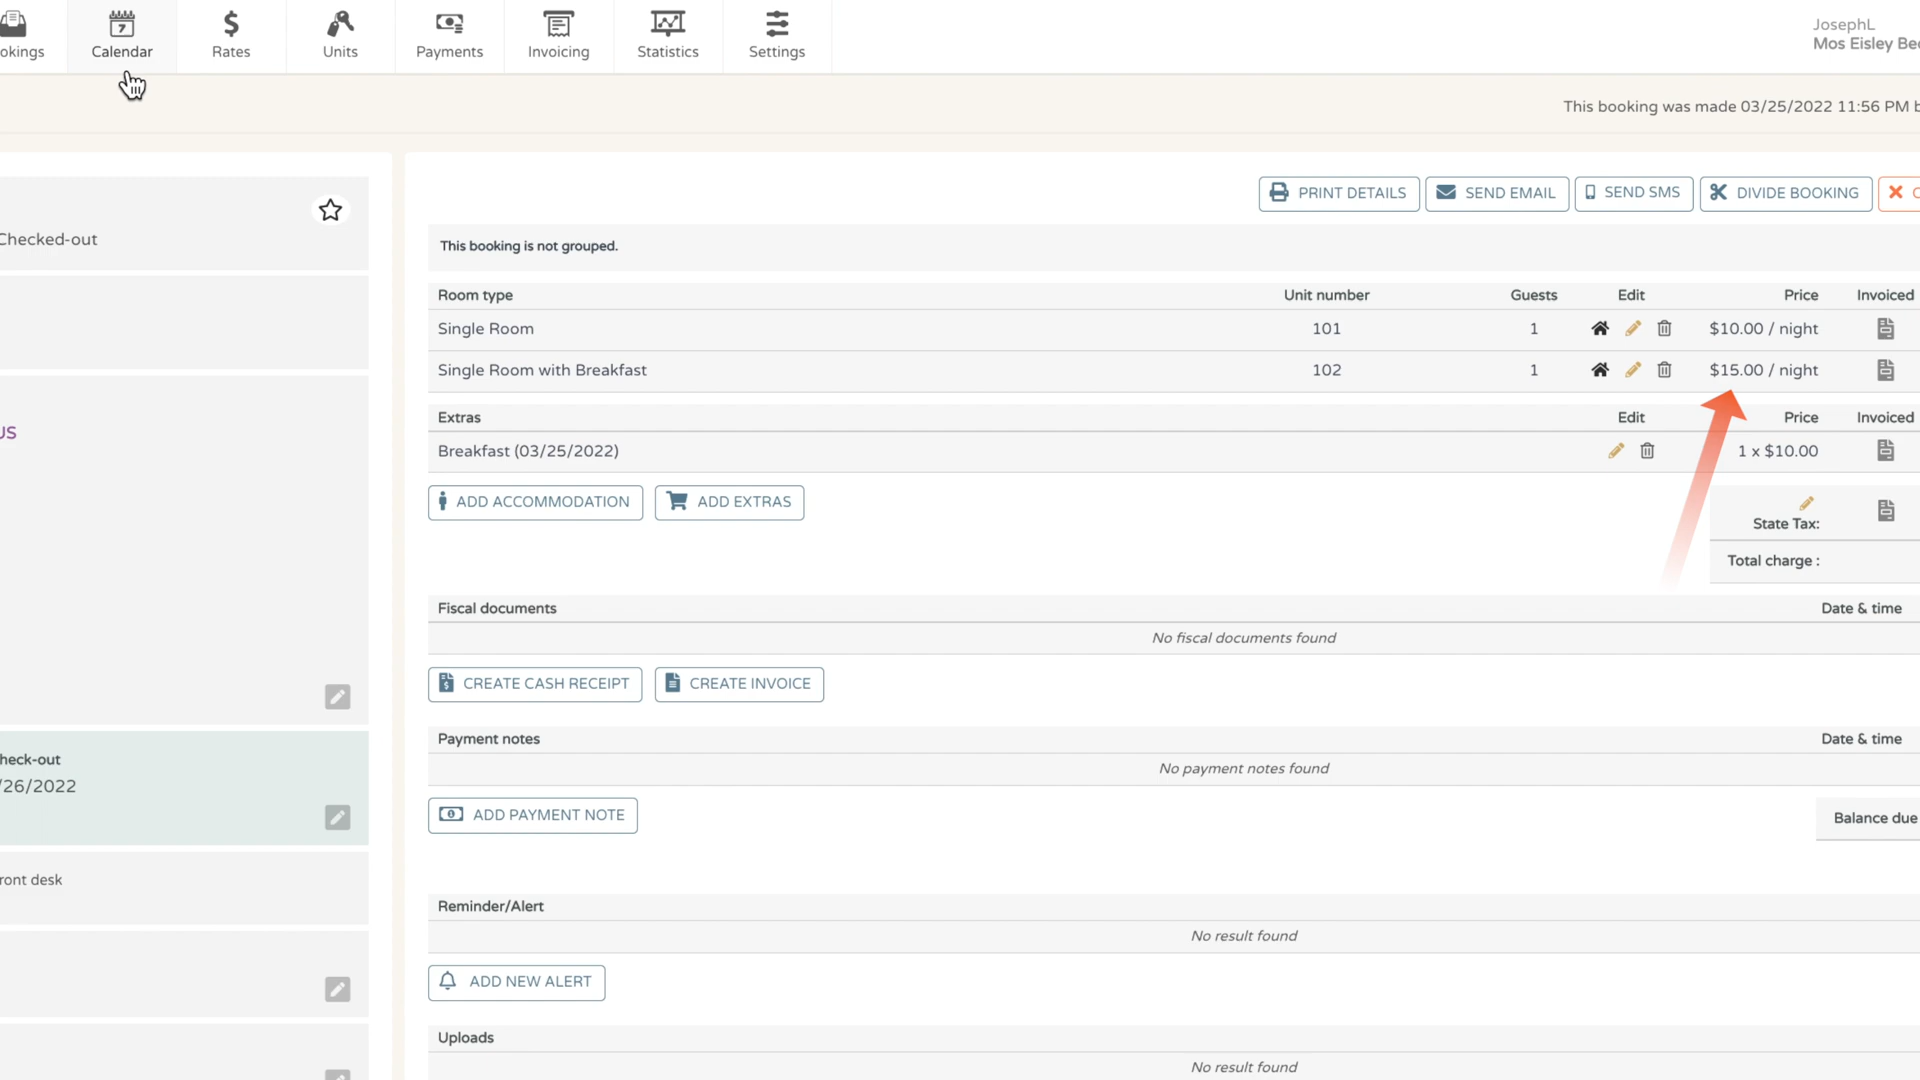 okings
Calendar
Rates
Units
Payments
Invoicing
Statistics
Settings
JosephL
Mos Eisley Bec
This booking was made 03/25/2022 11:56 PM b
Checked-out
US
heck-out
/26/2022
ront desk
PRINT DETAILS
SEND EMAIL
SEND SMS
DIVIDE BOOKING
This booking is not grouped.
Room type Unit number Guests Edit Price Invoiced
Single Room 101 1 $10.00 / night
Single Room with Breakfast 102 1 $15.00 / night
Extras Edit Price Invoiced
Breakfast (03/25/2022) 1 x $10.00
ADD ACCOMMODATION
ADD EXTRAS
State Tax:
Total charge :
Fiscal documents Date & time
No fiscal documents found
CREATE CASH RECEIPT
CREATE INVOICE
Payment notes Date & time
No payment notes found
ADD PAYMENT NOTE
Balance due
Reminder/Alert
No result found
ADD NEW ALERT
Uploads
No result found